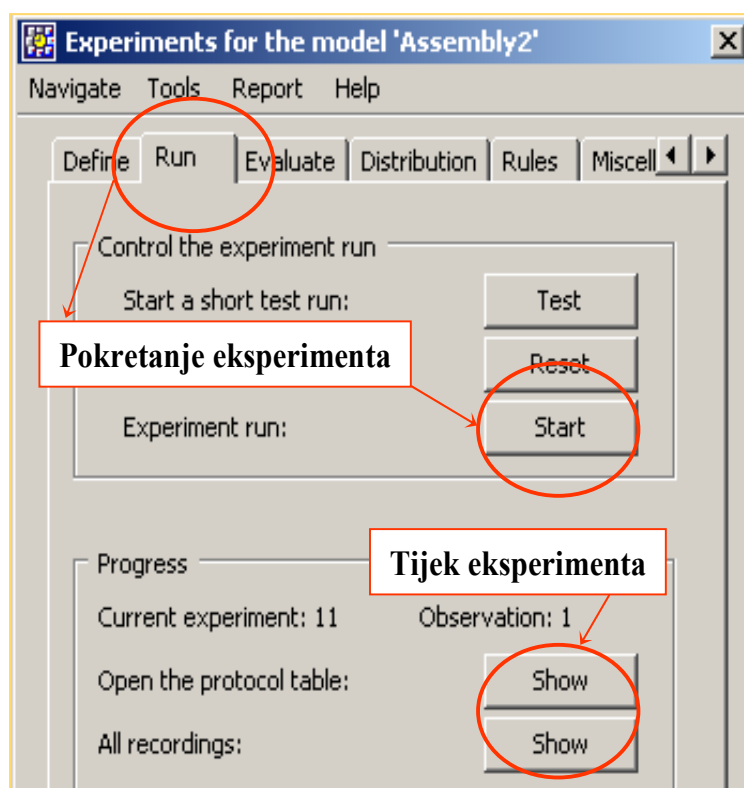 Experiments for the model 'Assembly2'
Navigate Tools Report Help
Define Run Evaluate Distribution Rules Miscell
Control the experiment run
Start a short test run: Test
Pokretanje eksperimenta
Reset
Experiment run: Start
Progress
Tijek eksperimenta
Current experiment: 11 Observation: 1
Open the protocol table: Show
All recordings: Show